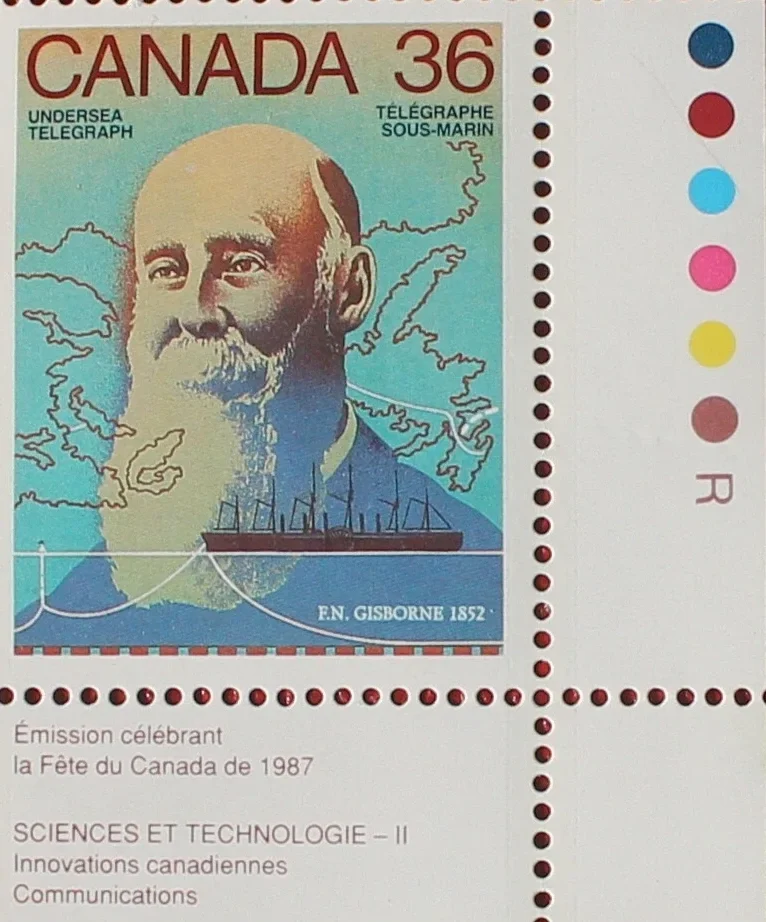 CANADA 36
UNDERSEA
TELEGRAPH
TÉLÉGRAPHE
SOUS-MARIN
F.N. GISBORNE 1852
R
Émission célébrant
la Fête du Canada de 1987
SCIENCES ET TECHNOLOGIE – II
Innovations canadiennes
Communications